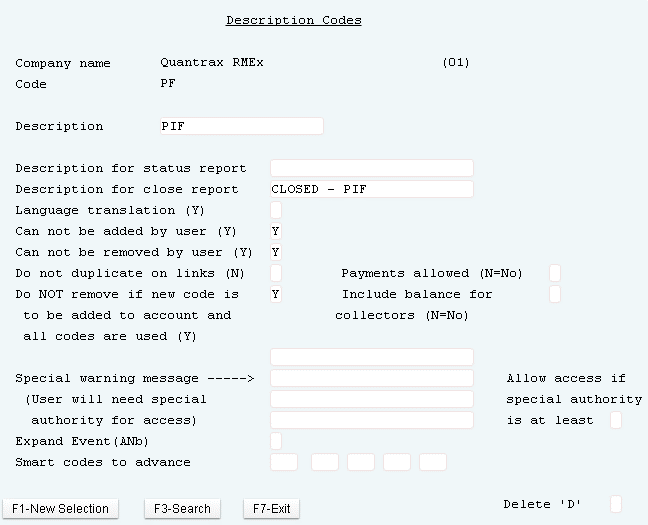 Description Codes
Company name Quantrax RMEx (01)
Code PF
Description PIF
Description for status report
Description for close report CLOSED - PIF
Language translation (Y)
Can not be added by user (Y) Y
Can not be removed by user (Y) Y
Do not duplicate on links (N) Payments allowed (N=No)
Do NOT remove if new code is Y Include balance for
to be added to account and collectors (N=No)
all codes are used (Y)
Special warning message -----> Allow access if
(User will need special special authority
authority for access) is at least
Expand Event(ANb)
Smart codes to advance
Delete 'D'
F1-New Selection F3-Search F7-Exit